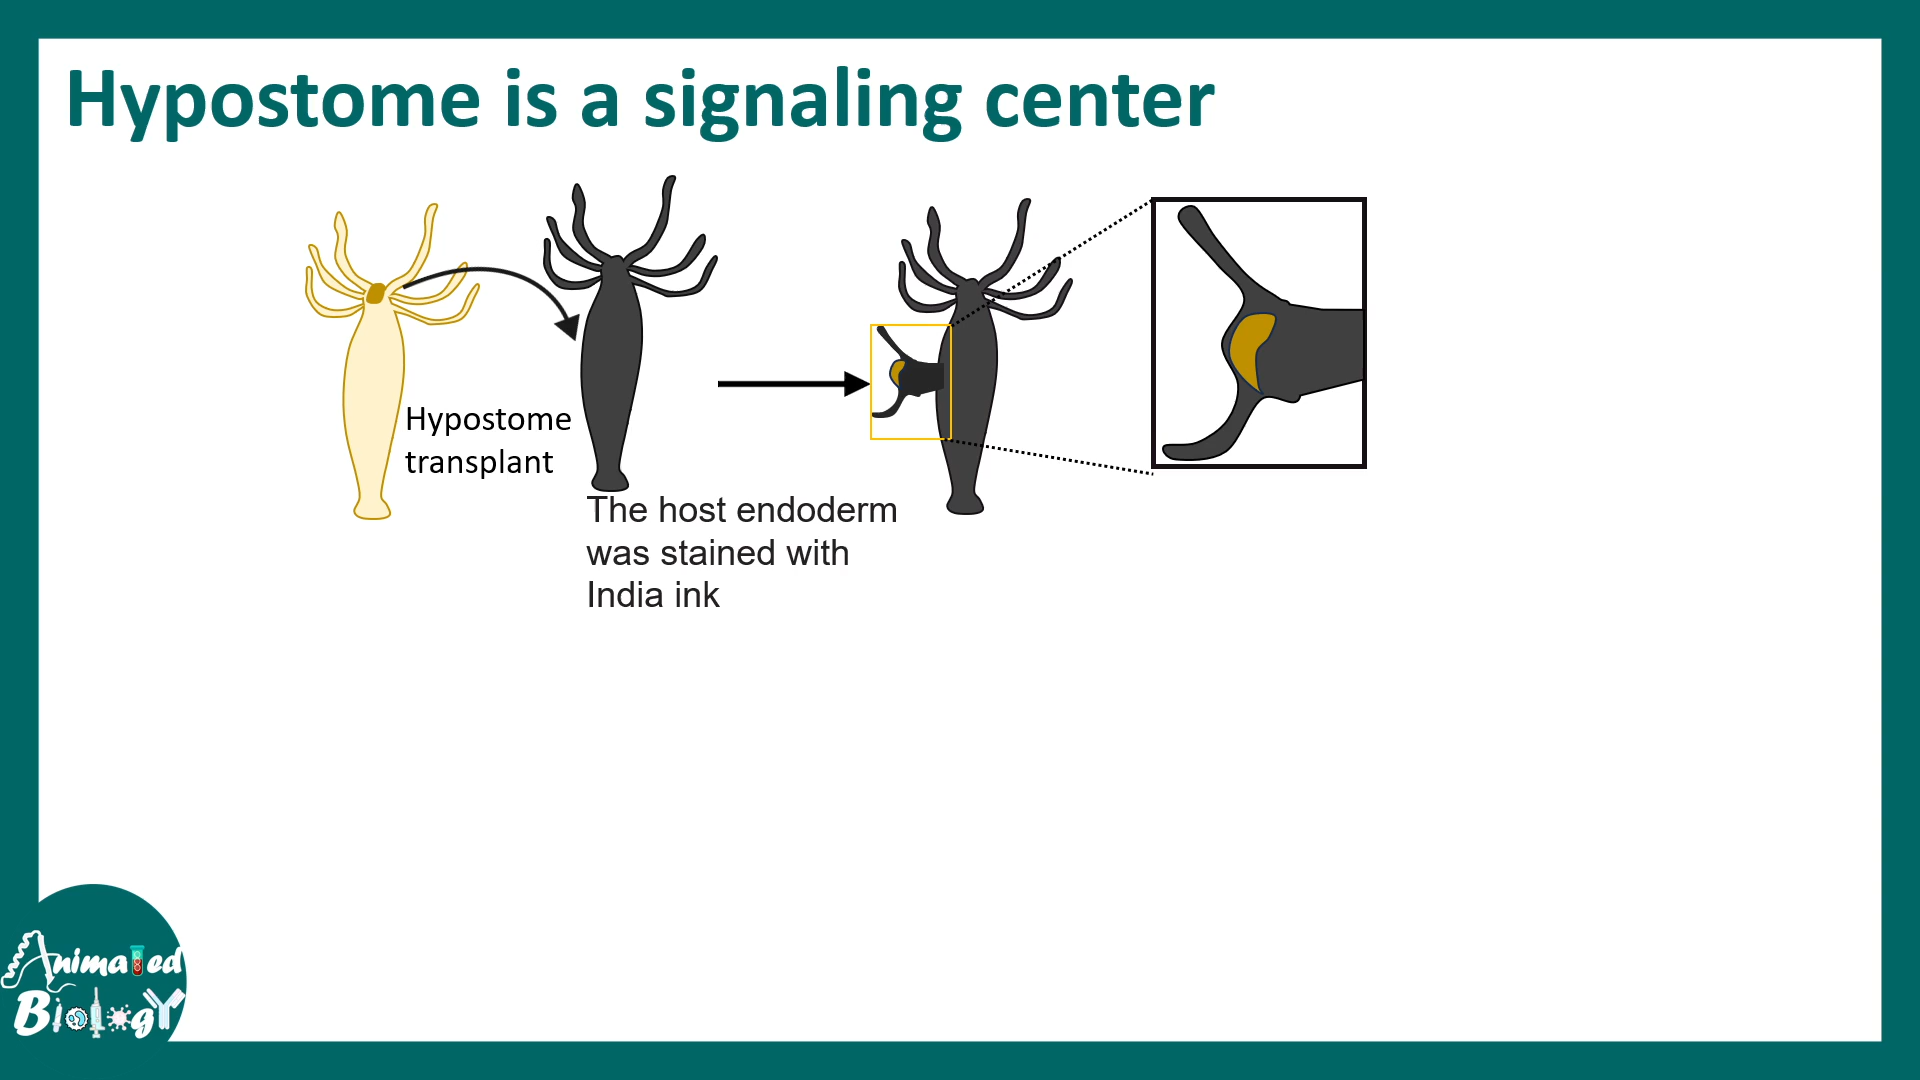 Hypostome is a signaling center
Hypostome
transplant
The host endoderm
was stained with
India ink
Animated
Biology